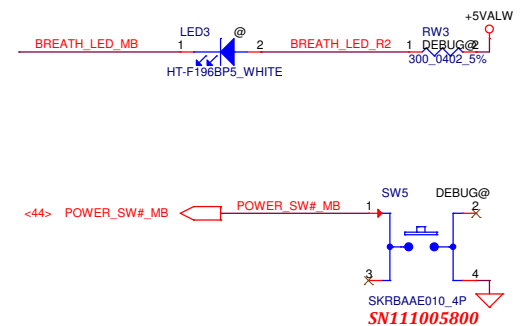 +5VALW
LED3 @ RW3
BREATH_LED_MB 1 2 BREATH_LED_R2 1 DEBUG@ 2
HT-F196BP5_WHITE 300_0402_5%
SW5 DEBUG@
<44> POWER_SW#_MB POWER_SW#_MB 1 2
3 4
SKRBAAE010_4P
SN111005800